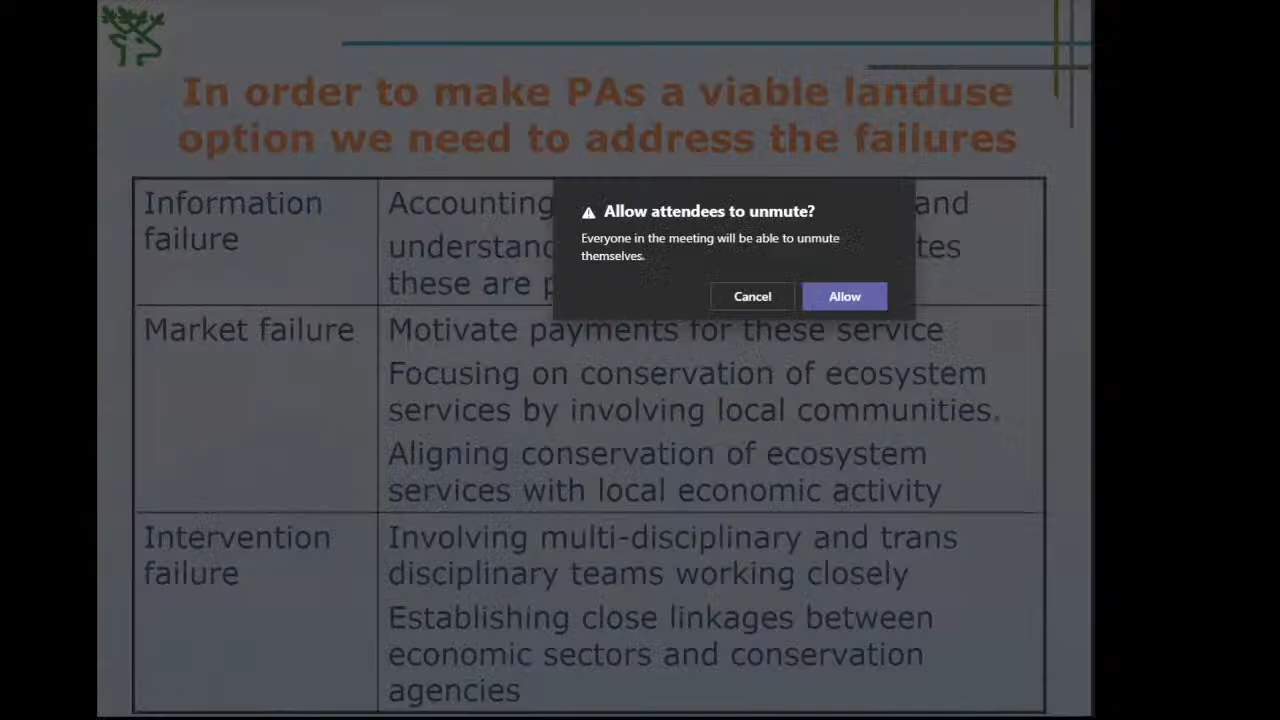 In order to make PAs a viable landuse
option we need to address the failures
Information
failure
Accounting and
tes
these are
Allow attendees to unmute?
Everyone in the meeting will be able to unmute
themselves.
Cancel
Allow
Market failure
Motivate payments for these service
Focusing on conservation of ecosystem
services by involving local communities.
Aligning conservation of ecosystem
services with local economic activity
Intervention
failure
Involving multi-disciplinary and trans
disciplinary teams working closely
Establishing close linkages between
economic sectors and conservation
agencies